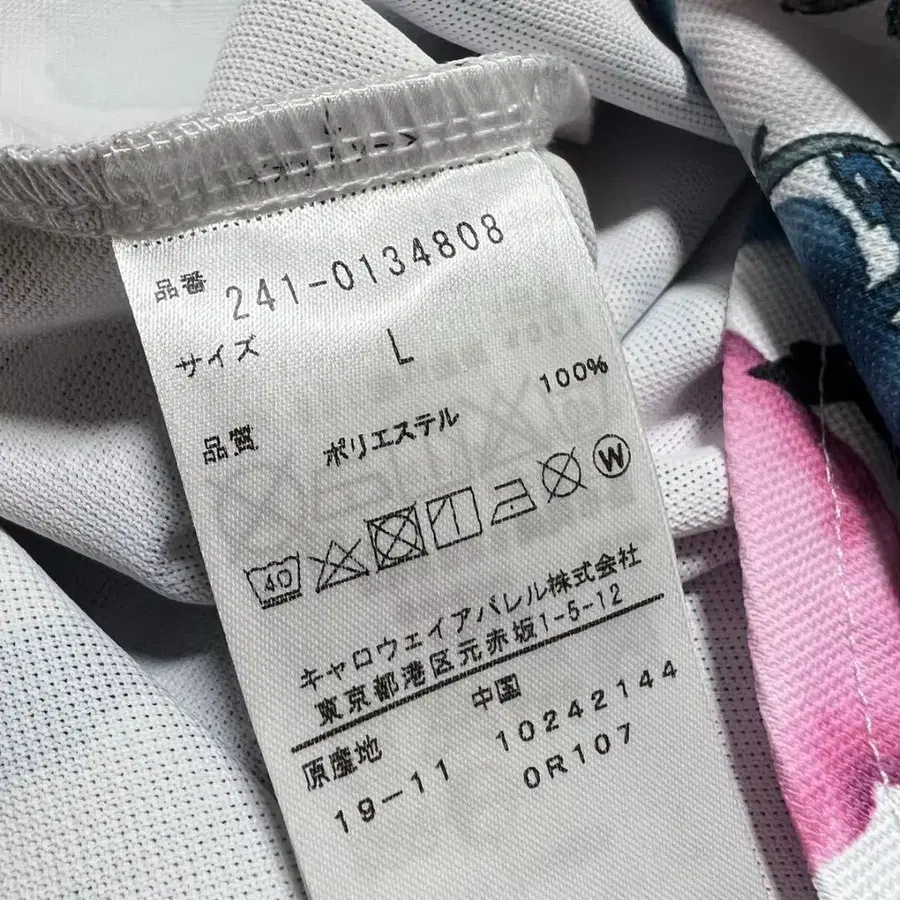 品番 241-0134808
サイズ L
品質 ポリエステル 100%
40 W
キャロウェイアパレル株式会社
東京都港区元赤坂1-5-12
原産地 中国
19-11 10242144
0R107